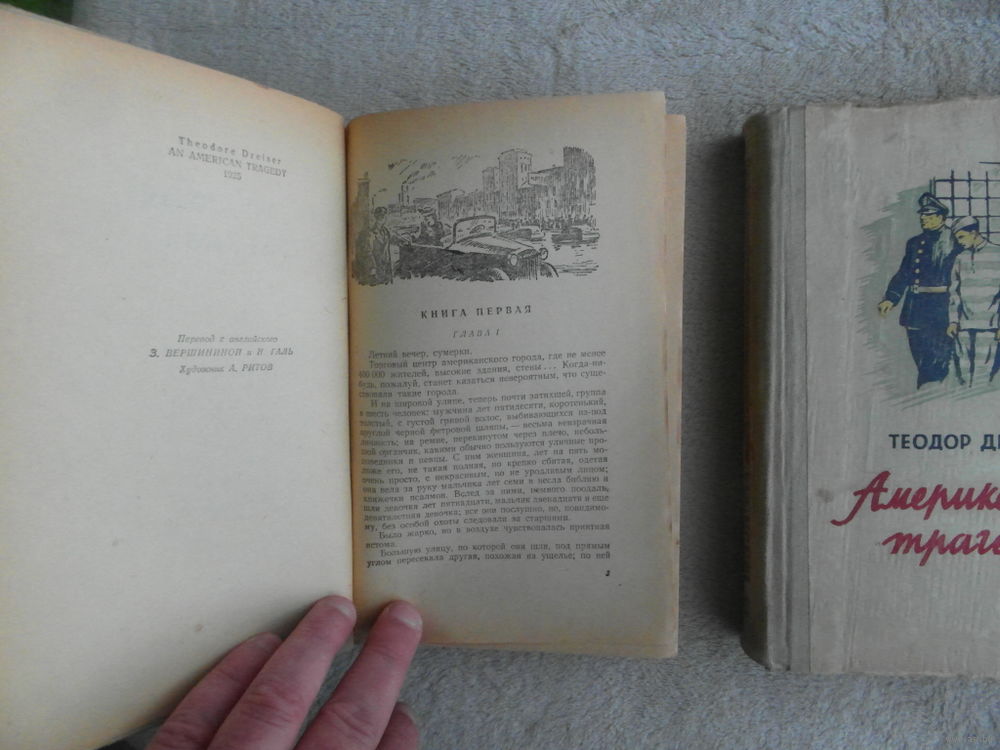 Theodore Dreiser
AN AMERICAN TRAGEDY
1925
Перевод с английского
З. ВЕРШИНИНОЙ и Н. ГАЛЬ
Художник А. РИТОВ
КНИГА ПЕРВАЯ
ГЛАВА I
Летний вечер, сумерки.
Торговый центр американского города, где не менее
400 000 жителей, высокие здания, стены... Когда-ни-
будь, пожалуй, станет казаться невероятным, что суще-
ствовали такие города.
И на широкой улице, теперь почти затихшей, группа
в шесть человек: мужчина лет пятидесяти, коротенький,
толстый, с густой гривой волос, выбивающихся из-под
круглой черной фетровой шляпы, — весьма невзрачная
личность; на ремне, перекинутом через плечо, неболь-
шой органчик, какими обычно пользуются уличные про-
поведники и певцы. С ним женщина, лет на пять мо-
ложе его, не такая полная, но крепко сбитая, одетая
очень просто, с некрасивым, но не уродливым лицом;
она вела за руку мальчика лет семи и несла библию и
книжечки псалмов. Вслед за ними, немного поодаль,
шли девочка лет пятнадцати, мальчик двенадцати и еще
девятилетняя девочка; все они послушно, но, повидимо-
му, без особой охоты следовали за старшими.
Было жарко, но в воздухе чувствовалась приятная
истома.
Большую улицу, по которой они шли, под прямым
углом пересекала другая, похожая на ущелье; по ней
3
ТЕОДОР ДР
Америк
траге